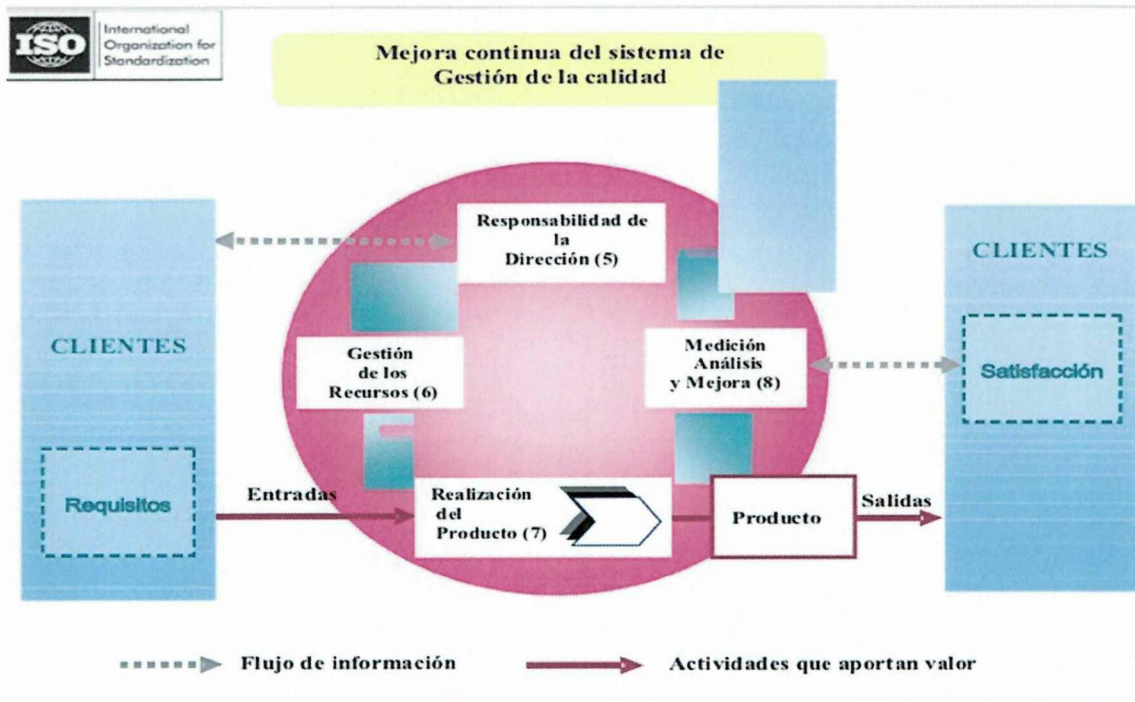 ISO
International
Organization for
Standardization
Mejora continua del sistema de
Gestión de la calidad
Responsabilidad de
la
Dirección (5)
CLIENTES
CLIENTES
Gestión
de los
Recursos (6)
Medición
Análisis
y Mejora (8)
Satisfacción
Requisitos
Entradas
Realización
del
Producto (7)
Producto
Salidas
Flujo de información
Actividades que aportan valor